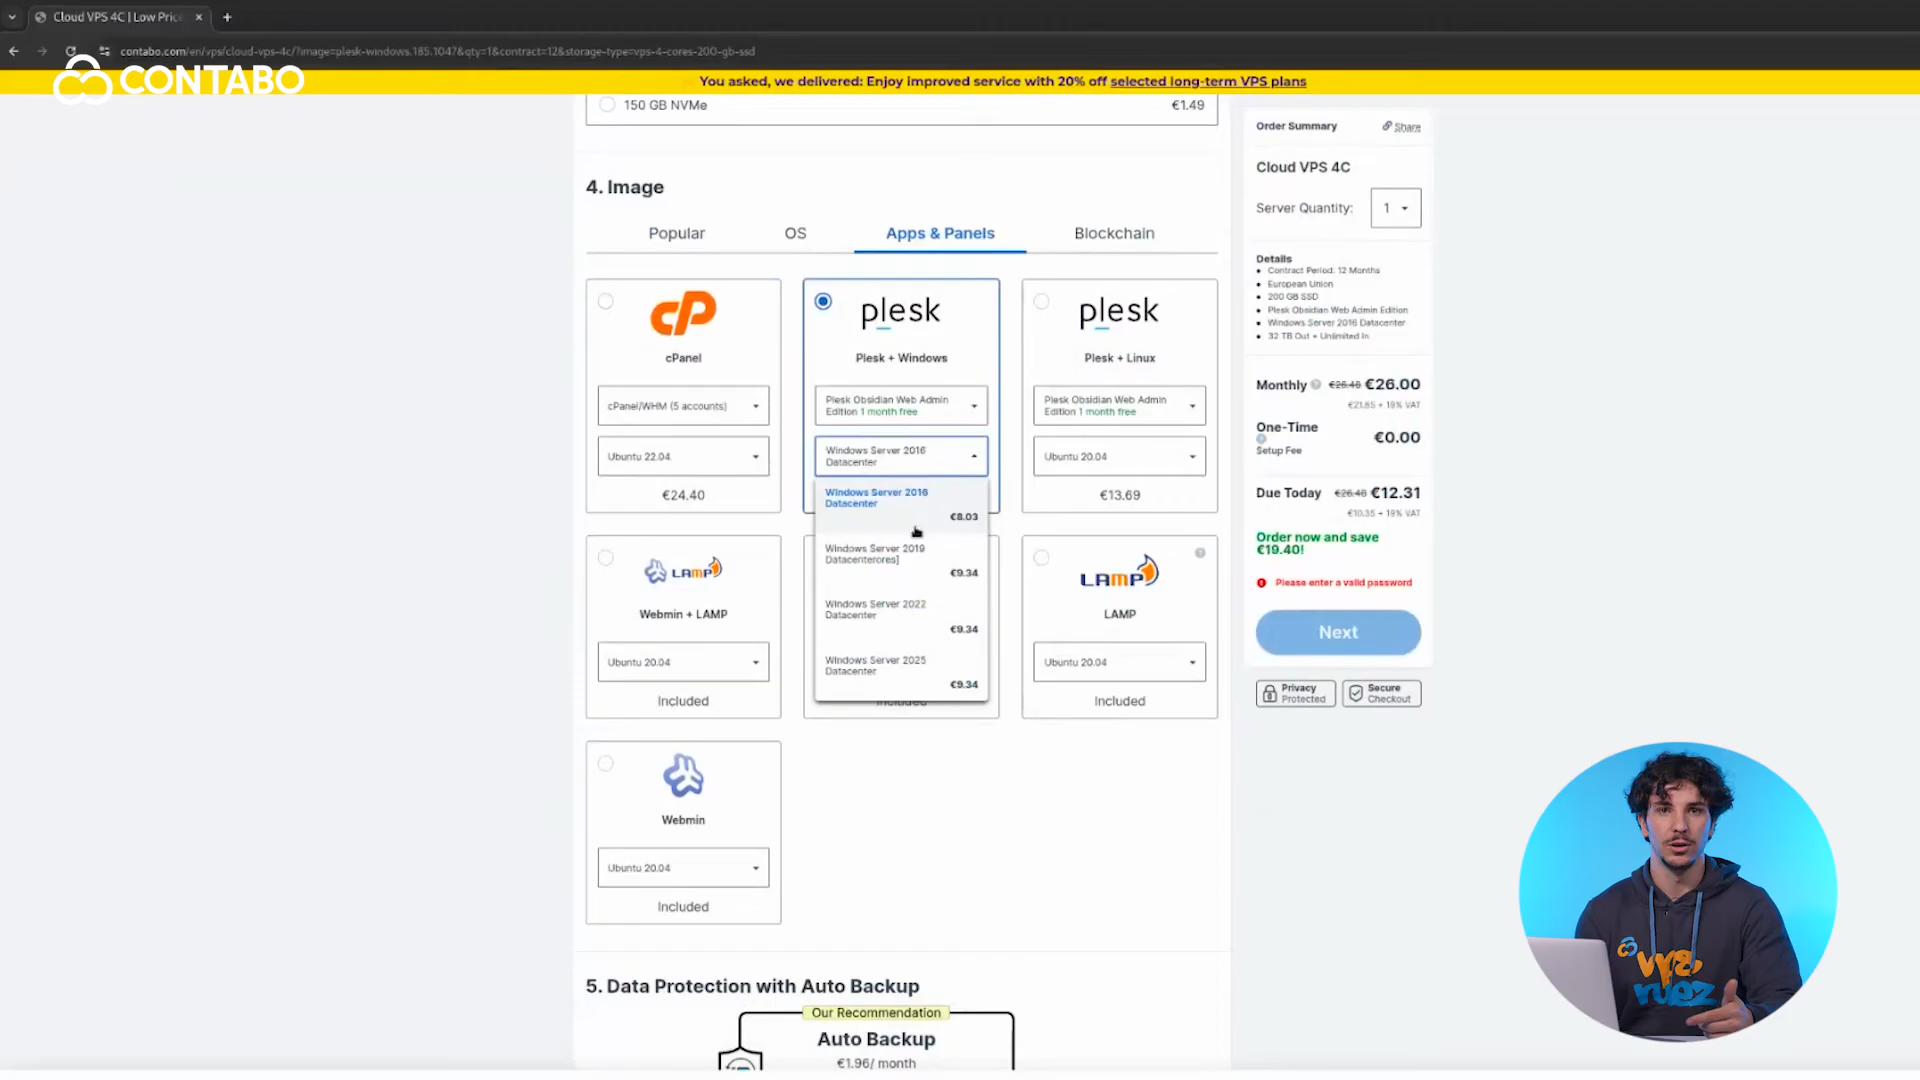 Cloud VPS 4C | Low Pric
contabo.com/en/vps/cloud-vps-4c/?image=plesk-windows.185.1047&qty=1&contract=12&storage-type=vps-4-cores-200-gb-ssd
CONTABO
You asked, we delivered: Enjoy improved service with 20% off selected long-term VPS plans
150 GB NVMe
€1.49
4. Image
Popular
OS
Apps & Panels
Blockchain
cP
cPanel
cPanel/WHM (5 accounts)
Ubuntu 22.04
€24.40
plesk
Plesk + Windows
Plesk Obsidian Web Admin
Edition 1 month free
Windows Server 2016
Datacenter
Windows Server 2016
Datacenter
€8.03
Windows Server 2019
Datacenterores]
€9.34
Windows Server 2022
Datacenter
€9.34
Windows Server 2025
Datacenter
€9.34
Included
plesk
Plesk + Linux
Plesk Obsidian Web Admin
Edition 1 month free
Ubuntu 20.04
€13.69
LAMP
Webmin + LAMP
Ubuntu 20.04
Included
LAMP
LAMP
Ubuntu 20.04
Included
Webmin
Ubuntu 20.04
Included
5. Data Protection with Auto Backup
Our Recommendation
Auto Backup
€1.96/ month
Order Summary
Share
Cloud VPS 4C
Server Quantity:
1
Details
Contract Period: 12 Months
European Union
200 GB SSD
Plesk Obsidian Web Admin Edition
Windows Server 2016 Datacenter
32 TB Out + Unlimited In
Monthly €26.48 €26.00
€21.85 + 19% VAT
One-Time
€0.00
Setup Fee
Due Today €26.48 €12.31
€10.35 + 19% VAT
Order now and save
€19.40!
Please enter a valid password
Next
Privacy
Protected
Secure
Checkout